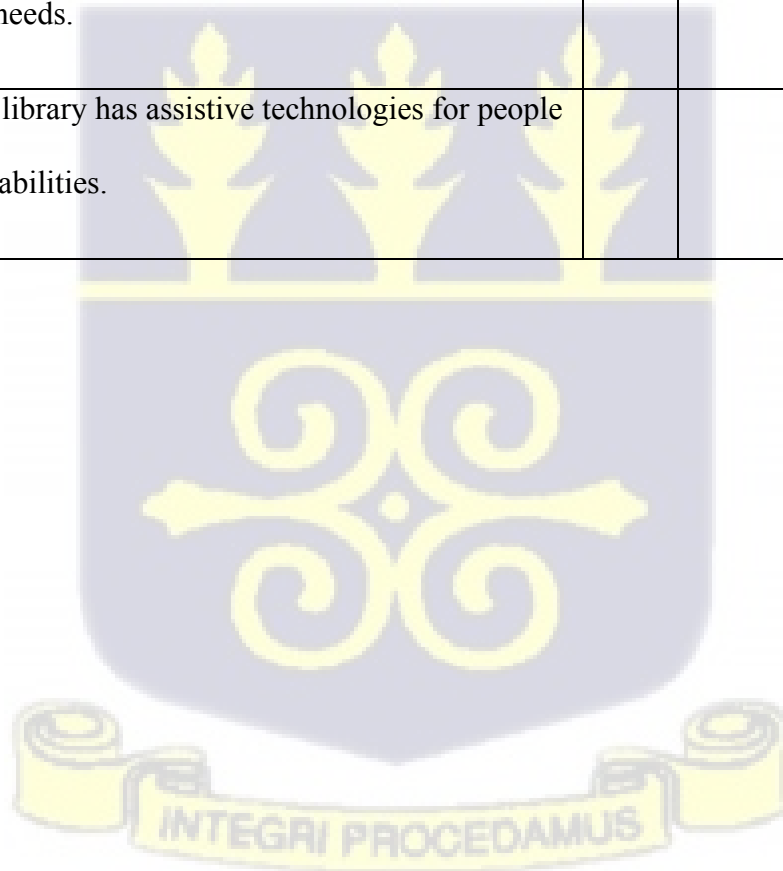 needs.
library has assistive technologies for people
abilities.
INTEGRI PROCEDAMUS